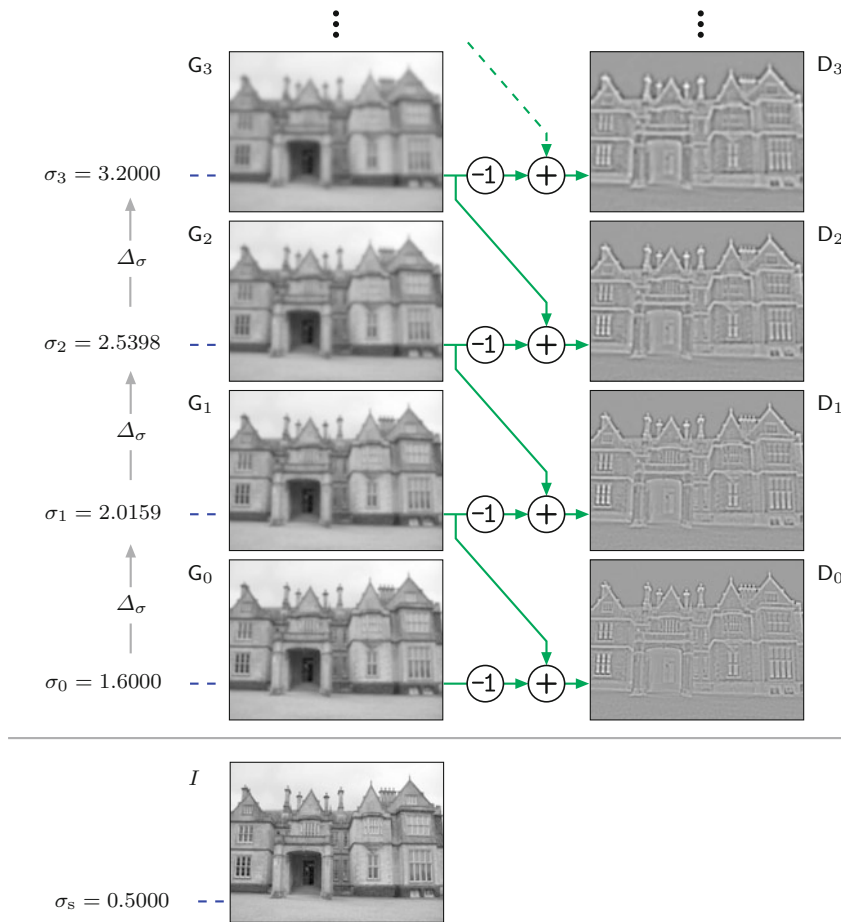 G₃
D₃
σ₃ = 3.2000
−1
+
Δσ
G₂
D₂
σ₂ = 2.5398
−1
+
Δσ
G₁
D₁
σ₁ = 2.0159
−1
+
Δσ
G₀
D₀
σ₀ = 1.6000
−1
+
I
σₛ = 0.5000